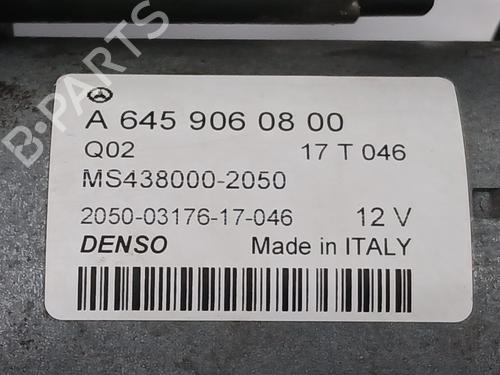 A 645 906 08 00
Q02 17 T 046
MS438000-2050
2050-03176-17-046 12 V
DENSO Made in ITALY
B-PARTS